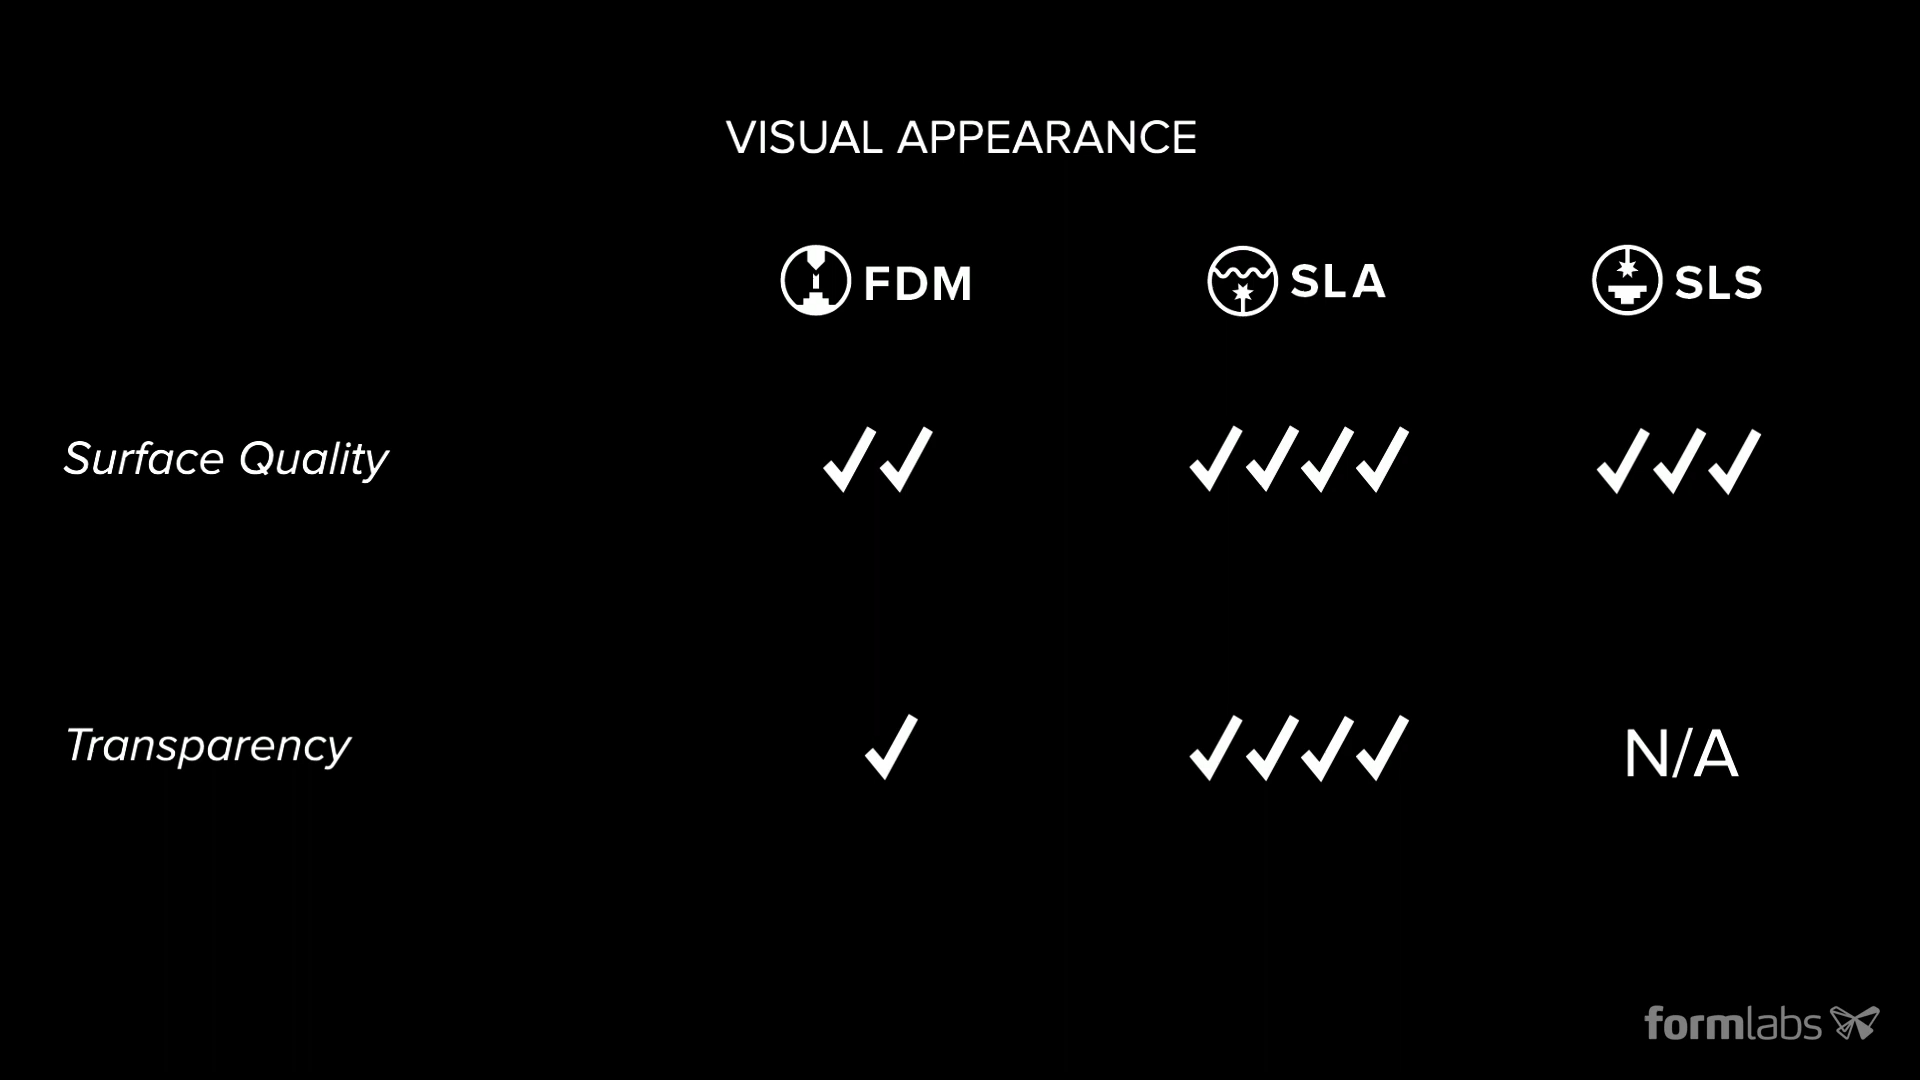 VISUAL APPEARANCE
FDM SLA SLS
Surface Quality ✓✓ ✓✓✓✓ ✓✓✓
Transparency ✓ ✓✓✓✓ N/A
formlabs